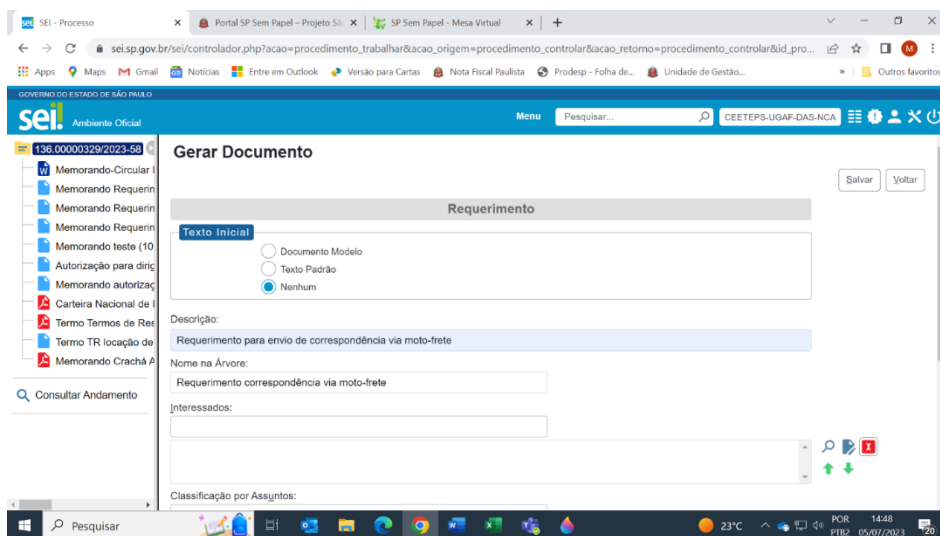 SEI - Processo
Portal SP Sem Papel – Projeto São
SP Sem Papel - Mesa Virtual
sei.sp.gov.br/sei/controlador.php?acao=procedimento_trabalhar&acao_origem=procedimento_controlar&acao_retorno=procedimento_controlar&id_pro...
M
Apps Maps Gmail Notícias Entre em Outlook Versão para Cartas Nota Fiscal Paulista Prodesp - Folha de... Unidade de Gestão... » Outros favoritos
GOVERNO DO ESTADO DE SÃO PAULO
sei! Ambiente Oficial Menu Pesquisar... CEETEPS-UGAF-DAS-NCA
136.00000329/2023-58
Memorando-Circular
Memorando Requerin
Memorando Requerin
Memorando Requerin
Memorando teste (10
Autorização para dirig
Memorando autorizaç
Carteira Nacional de
Termo Termos de Res
Termo TR locação de
Memorando Crachá A
Consultar Andamento
Gerar Documento
Salvar Voltar
Requerimento
Texto Inicial
Documento Modelo
Texto Padrão
Nenhum
Descrição:
Requerimento para envio de correspondência via moto-frete
Nome na Árvore:
Requerimento correspondência via moto-frete
Interessados:
Classificação por Assuntos:
Pesquisar
23°C
POR
PTB2
14:48
05/07/2023
20